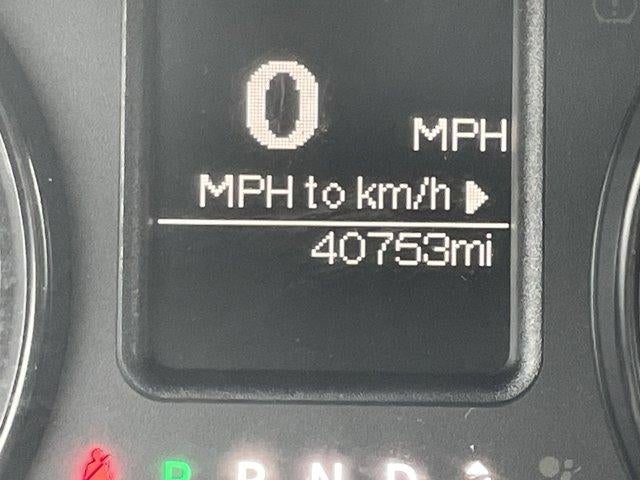 0
MPH
MPH to km/h
40753mi
P R N D